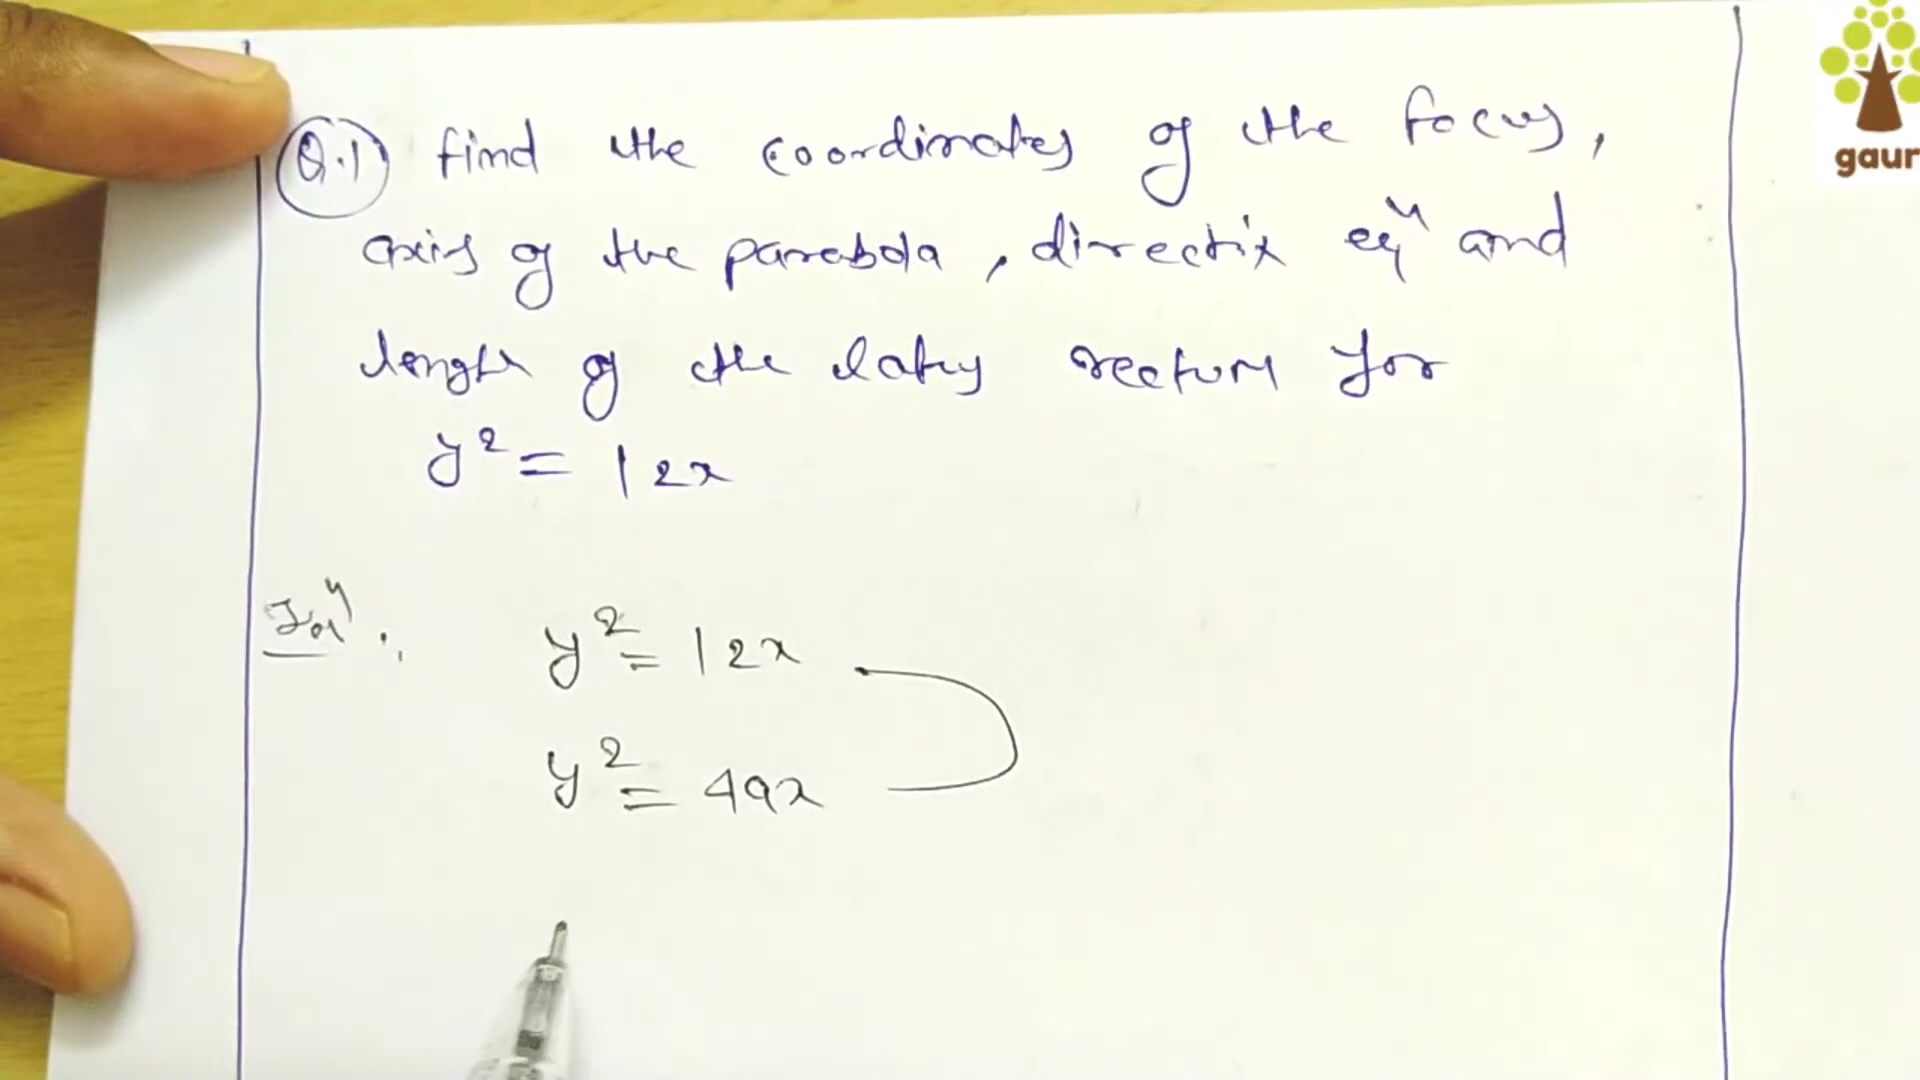 Q.1 find the coordinates of the focus,
axis of the parabola, directix eqⁿ and
length of the latus rectum for
y² = 12x
Solⁿ:
y² = 12x
y² = 4ax
gaur